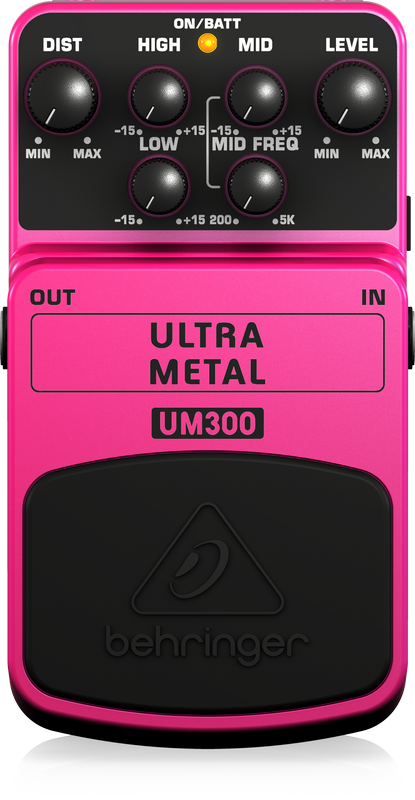 ON/BATT
DIST HIGH MID LEVEL
-15 +15 -15 +15
MIN MAX LOW MID FREQ MIN MAX
-15 +15 200 5K
OUT IN
ULTRA
METAL
UM300
behringer